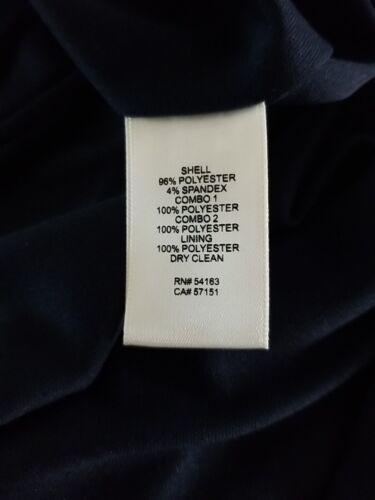 SHELL
96% POLYESTER
4% SPANDEX
COMBO 1
100% POLYESTER
COMBO 2
100% POLYESTER
LINING
100% POLYESTER
DRY CLEAN
RN# 54163
CA# 57151